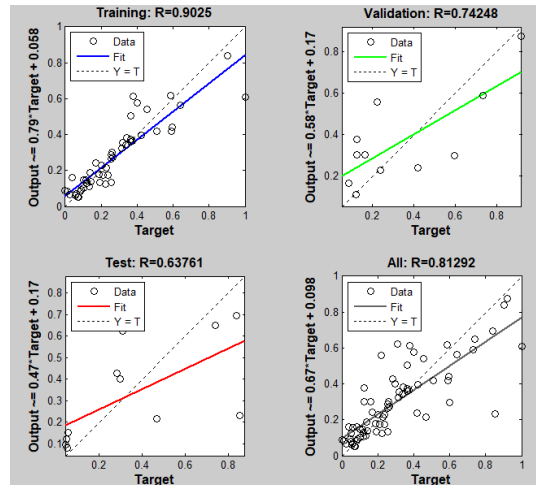 Training: R=0.9025
Output ~= 0.79*Target + 0.058
1
0.8
0.6
0.4
0.2
0
0 0.2 0.4 0.6 0.8 1
Data
Fit
Y = T
Target
Validation: R=0.74248
Output ~= 0.58*Target + 0.17
0.8
0.6
0.4
0.2
0.2 0.4 0.6 0.8
Data
Fit
Y = T
Target
Test: R=0.63761
Output ~= 0.47*Target + 0.17
0.8
0.7
0.6
0.5
0.4
0.3
0.2
0.1
0.2 0.4 0.6 0.8
Data
Fit
Y = T
Target
All: R=0.81292
Output ~= 0.67*Target + 0.098
1
0.8
0.6
0.4
0.2
0
0 0.2 0.4 0.6 0.8 1
Data
Fit
Y = T
Target